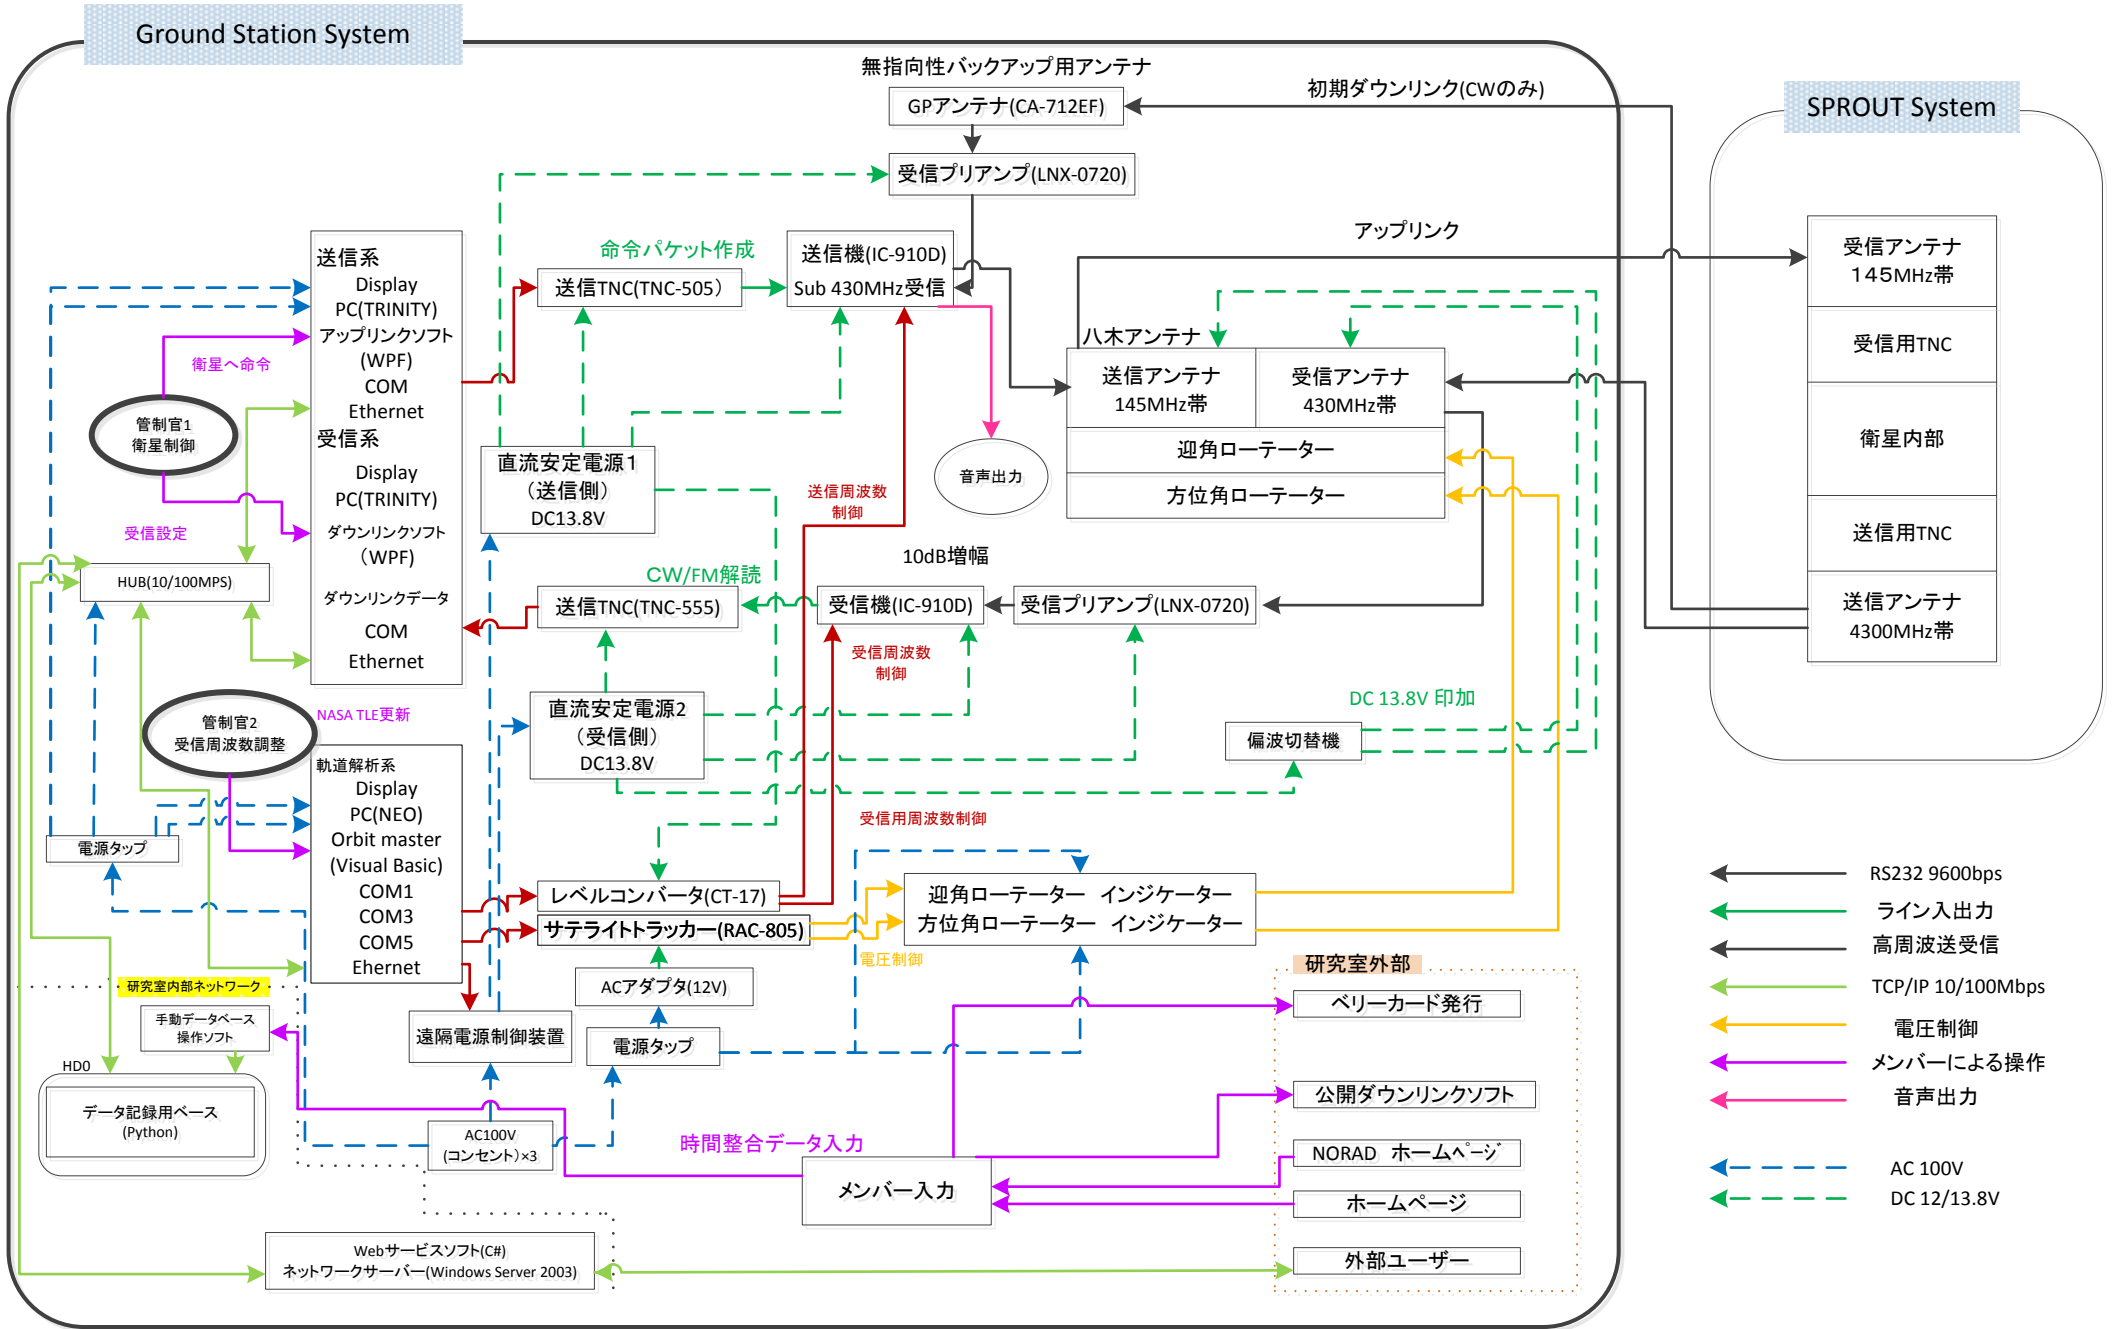 Ground Station System
無指向性バックアップ用アンテナ
GPアンテナ(CA-712EF)
初期ダウンリンク(CWのみ)
SPROUT System
受信プリアンプ(LNX-0720)
送信系
Display
PC(TRINITY)
アップリンクソフト
(WPF)
COM
Ethernet
受信系
Display
PC(TRINITY)
ダウンリンクソフト
(WPF)
ダウンリンクデータ
COM
Ethernet
命令パケット作成
送信TNC(TNC-505)
送信機(IC-910D)
Sub 430MHz受信
アップリンク
受信アンテナ
145MHz帯
受信用TNC
衛星内部
送信用TNC
送信アンテナ
4300MHz帯
衛星へ命令
管制官1
衛星制御
受信設定
HUB(10/100MPS)
八木アンテナ
送信アンテナ
145MHz帯
受信アンテナ
430MHz帯
迎角ローテーター
方位角ローテーター
音声出力
直流安定電源1
(送信側)
DC13.8V
送信周波数
制御
10dB増幅
CW/FM解読
送信TNC(TNC-555)
受信機(IC-910D)
受信プリアンプ(LNX-0720)
受信周波数
制御
管制官2
受信周波数調整
NASA TLE更新
直流安定電源2
(受信側)
DC13.8V
DC 13.8V 印加
偏波切替機
軌道解析系
Display
PC(NEO)
Orbit master
(Visual Basic)
COM1
COM3
COM5
Ehernet
電源タップ
受信用周波数制御
レベルコンバータ(CT-17)
サテライトトラッカー(RAC-805)
迎角ローテーター インジケーター
方位角ローテーター インジケーター
電圧制御
ACアダプタ(12V)
遠隔電源制御装置
電源タップ
研究室内部ネットワーク
手動データベース
操作ソフト
HD0
データ記録用ベース
(Python)
AC100V
(コンセント)×3
時間整合データ入力
メンバー入力
研究室外部
ベリーカード発行
公開ダウンリンクソフト
NORAD ホームページ
ホームページ
外部ユーザー
Webサービスソフト(C#)
ネットワークサーバー(Windows Server 2003)
RS232 9600bps
ライン入出力
高周波送受信
TCP/IP 10/100Mbps
電圧制御
メンバーによる操作
音声出力
AC 100V
DC 12/13.8V